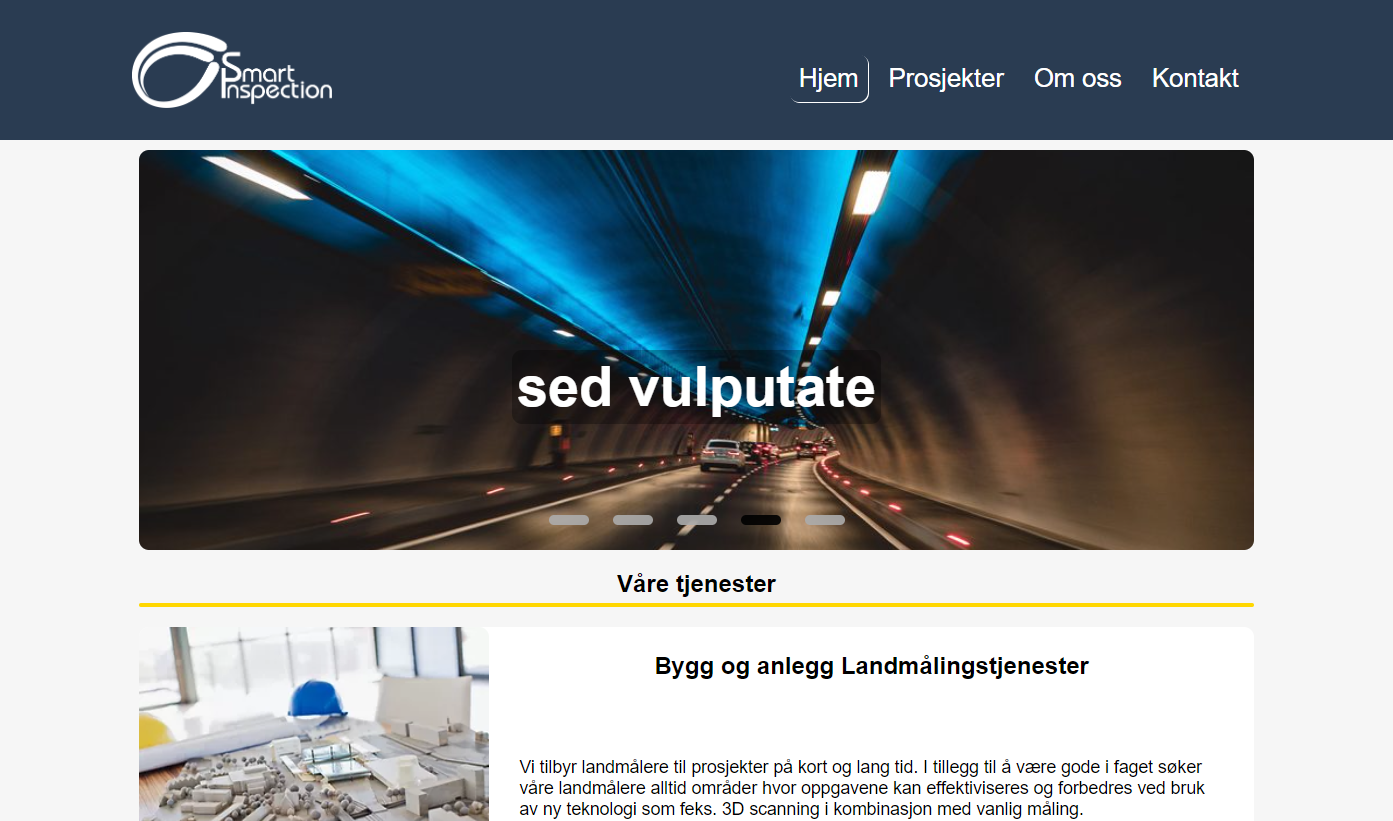 Smart
Inspection
Hjem Prosjekter Om oss Kontakt
sed vulputate
Våre tjenester
Bygg og anlegg Landmålingstjenester
Vi tilbyr landmålere til prosjekter på kort og lang tid. I tillegg til å være gode i faget søker
våre landmålere alltid områder hvor oppgavene kan effektiviseres og forbedres ved bruk
av ny teknologi som feks. 3D scanning i kombinasjon med vanlig måling.